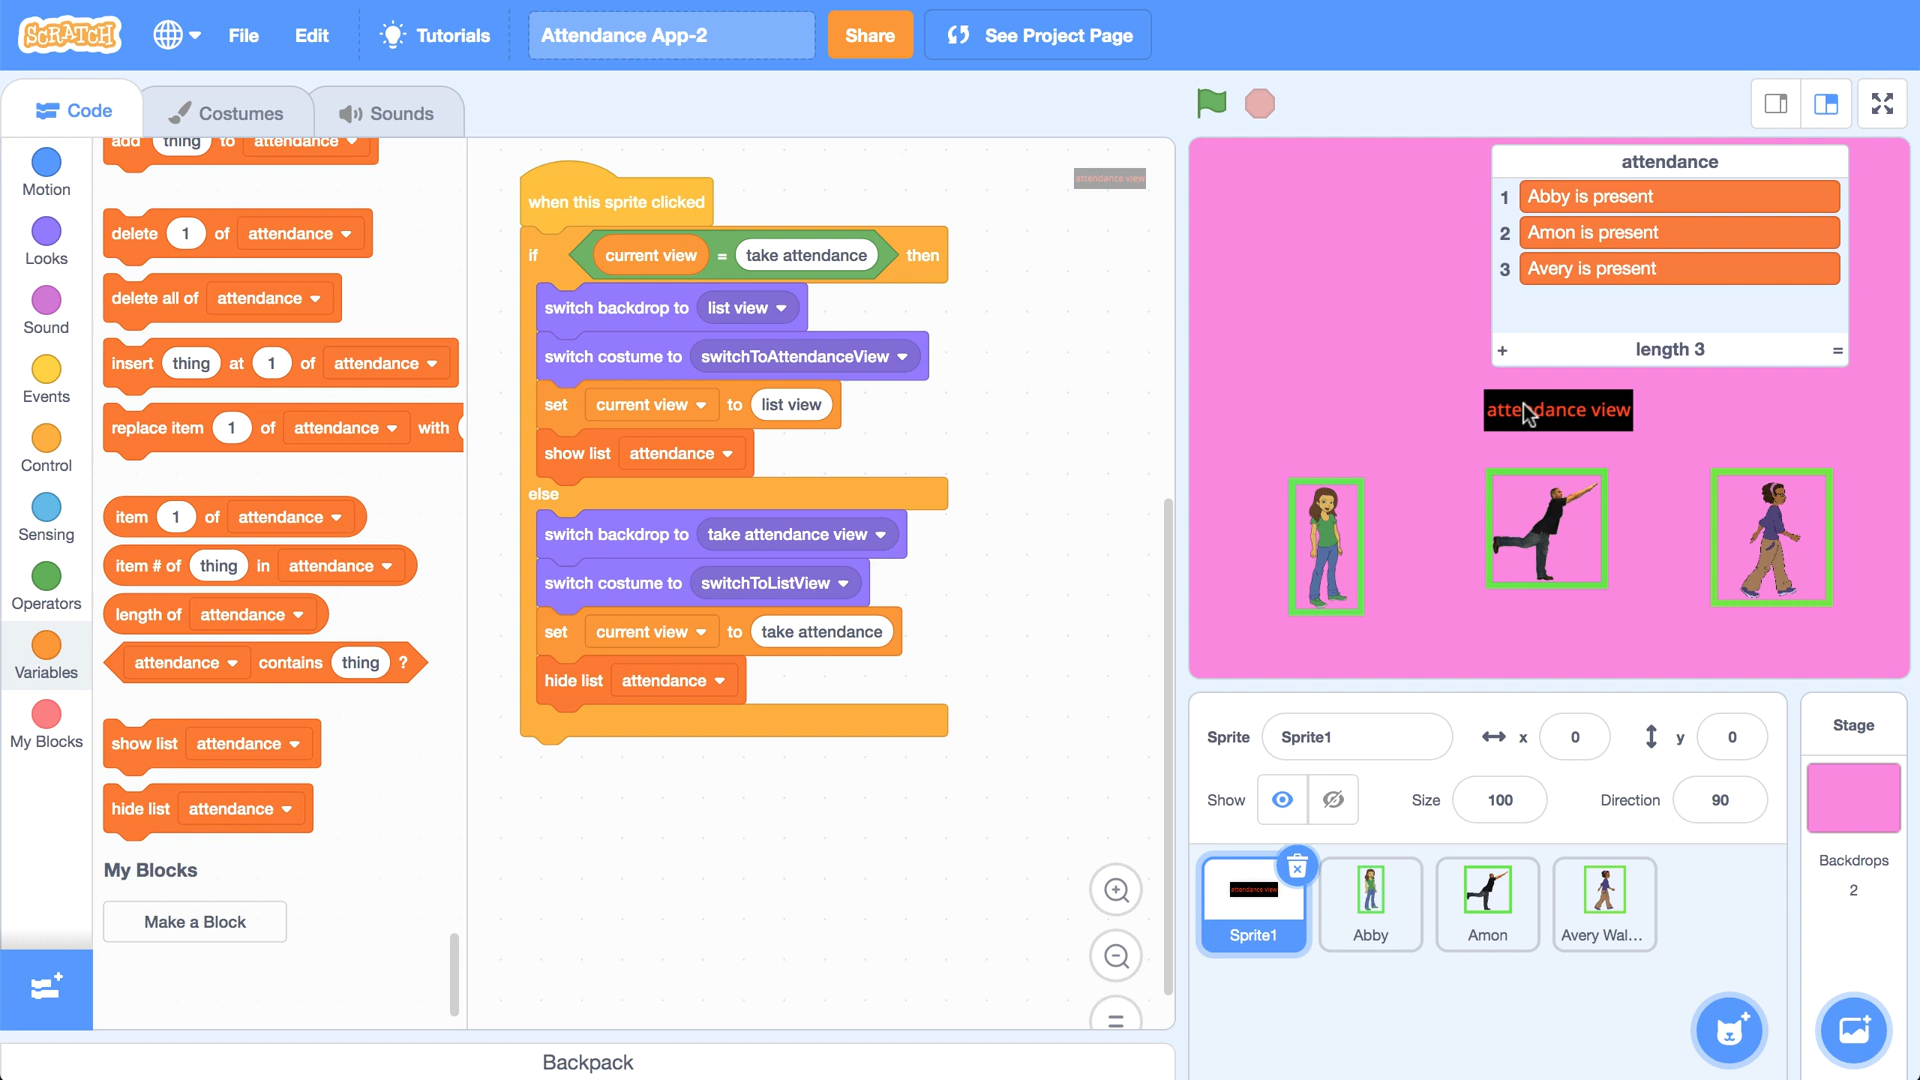 SCRATCH
File
Edit
Tutorials
Attendance App-2
Share
See Project Page
Code
Costumes
Sounds
Motion
Looks
Sound
Events
Control
Sensing
Operators
Variables
My Blocks
add thing to attendance
delete 1 of attendance
delete all of attendance
insert thing at 1 of attendance
replace item 1 of attendance with
item 1 of attendance
item # of thing in attendance
length of attendance
attendance contains thing ?
show list attendance
hide list attendance
My Blocks
Make a Block
when this sprite clicked
if current view = take attendance then
switch backdrop to list view
switch costume to switchToAttendanceView
set current view to list view
show list attendance
else
switch backdrop to take attendance view
switch costume to switchToListView
set current view to take attendance
hide list attendance
attendance view
Backpack
attendance
1 Abby is present
2 Amon is present
3 Avery is present
+ length 3 =
attendance view
Sprite Sprite1 x 0 y 0
Show Size 100 Direction 90
attendance view
Sprite1
Abby
Amon
Avery Wal...
Stage
Backdrops
2